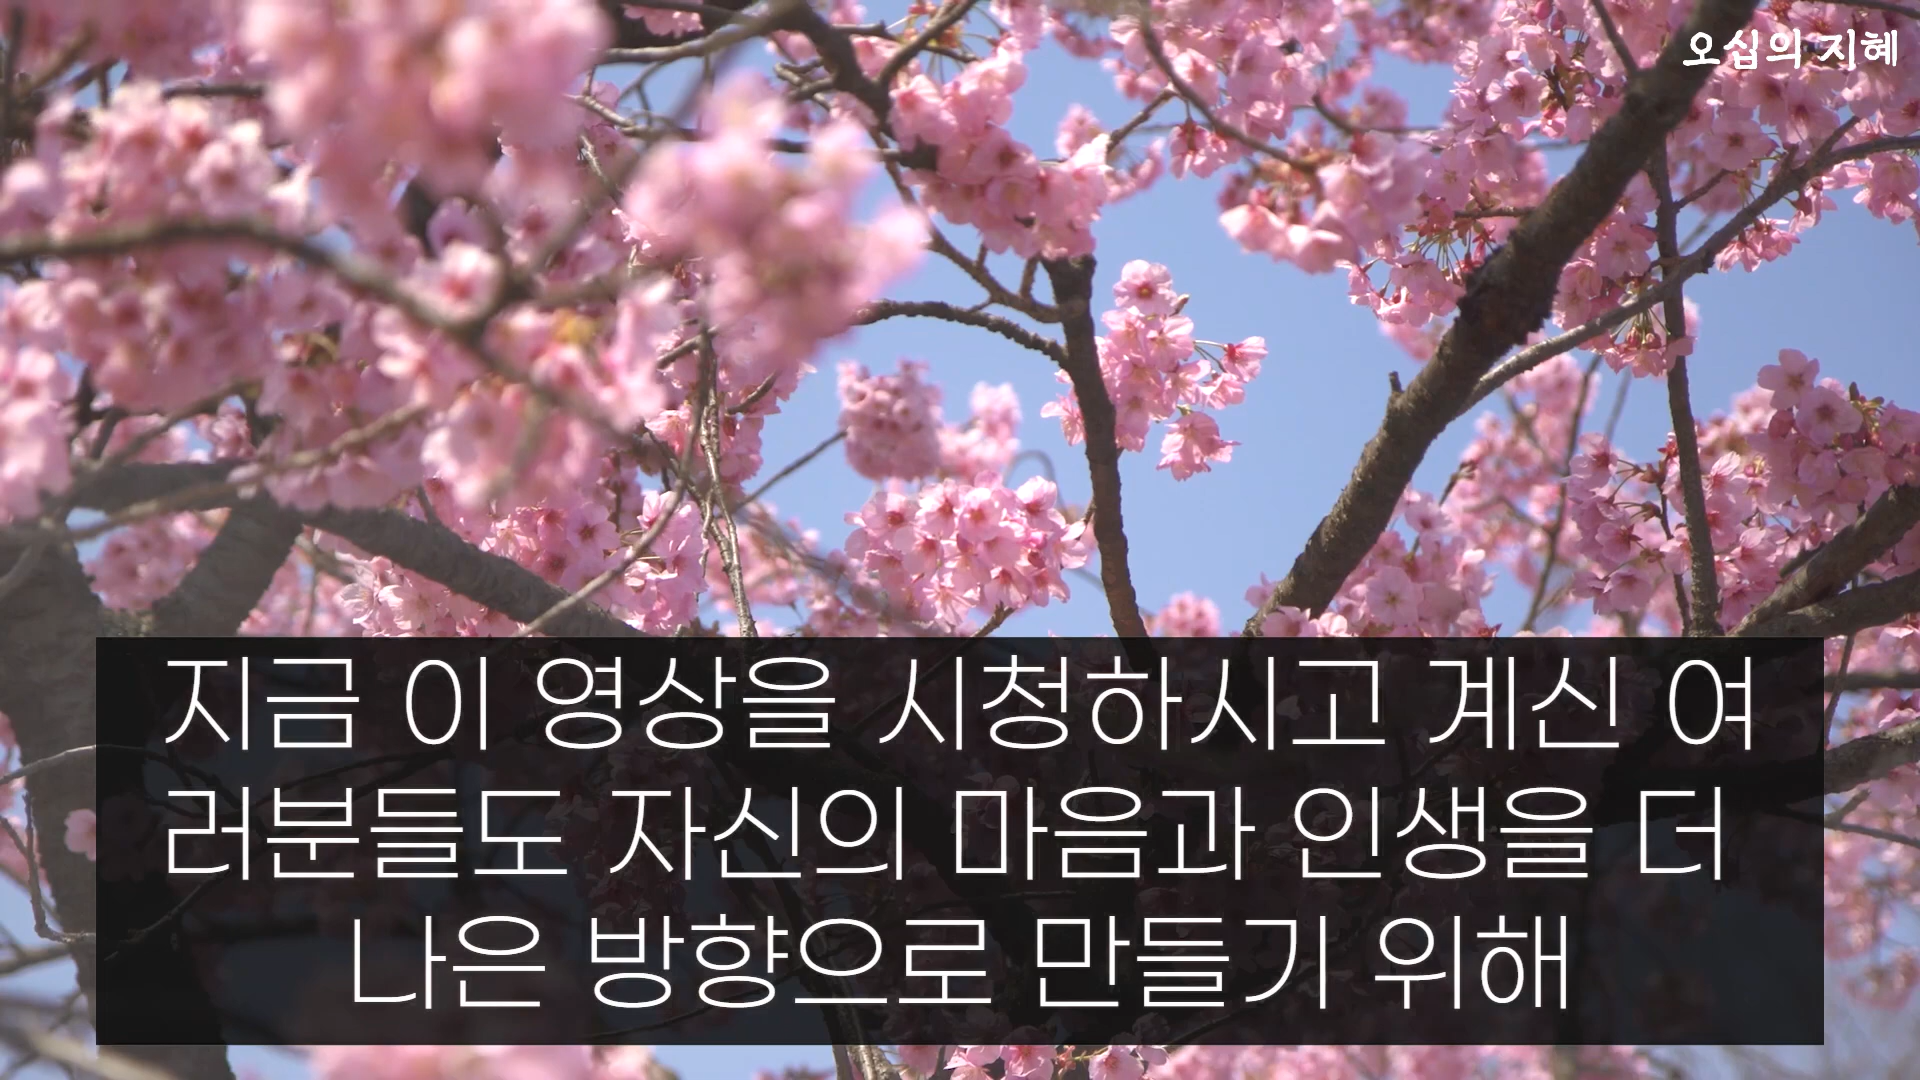 오십의 지혜
지금 이 영상을 시청하시고 계신 여
러분들도 자신의 마음과 인생을 더
나은 방향으로 만들기 위해